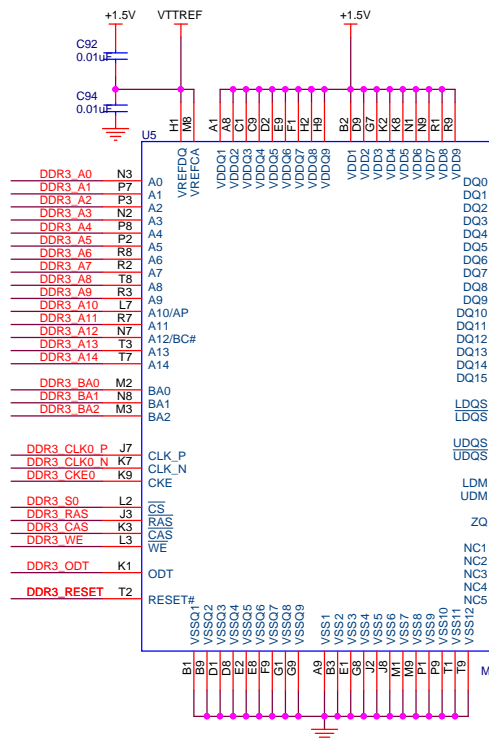 +1.5V VTTREF +1.5V
C92
0.01uF
C94
0.01uF
U5
H1 M8 A1 A8 C1 C9 D2 E9 F1 H2 H9 B2 D9 G7 K2 K8 N1 N9 R1 R9
VREFDQ VREFCA VDDQ1 VDDQ2 VDDQ3 VDDQ4 VDDQ5 VDDQ6 VDDQ7 VDDQ8 VDDQ9 VDD1 VDD2 VDD3 VDD4 VDD5 VDD6 VDD7 VDD8 VDD9
DDR3_A0 N3 A0 DQ0
DDR3_A1 P7 A1 DQ1
DDR3_A2 P3 A2 DQ2
DDR3_A3 N2 A3 DQ3
DDR3_A4 P8 A4 DQ4
DDR3_A5 P2 A5 DQ5
DDR3_A6 R8 A6 DQ6
DDR3_A7 R2 A7 DQ7
DDR3_A8 T8 A8 DQ8
DDR3_A9 R3 A9 DQ9
DDR3_A10 L7 A10/AP DQ10
DDR3_A11 R7 A11 DQ11
DDR3_A12 N7 A12/BC# DQ12
DDR3_A13 T3 A13 DQ13
DDR3_A14 T7 A14 DQ14
DQ15
DDR3_BA0 M2 BA0
DDR3_BA1 N8 BA1 LDQS
DDR3_BA2 M3 BA2 LDQS
UDQS
DDR3_CLK0_P J7 CLK_P UDQS
DDR3_CLK0_N K7 CLK_N
DDR3_CKE0 K9 CKE LDM
UDM
DDR3_S0 L2 CS
DDR3_RAS J3 RAS ZQ
DDR3_CAS K3 CAS
DDR3_WE L3 WE NC1
NC2
DDR3_ODT K1 ODT NC3
NC4
DDR3_RESET T2 RESET# NC5
VSSQ1 VSSQ2 VSSQ3 VSSQ4 VSSQ5 VSSQ6 VSSQ7 VSSQ8 VSSQ9 VSS1 VSS2 VSS3 VSS4 VSS5 VSS6 VSS7 VSS8 VSS9 VSS10 VSS11 VSS12
B1 B9 D1 D8 E2 E8 F9 G1 G9 A9 B3 E1 G8 J2 J8 M1 M9 P1 P9 T1 T9
M